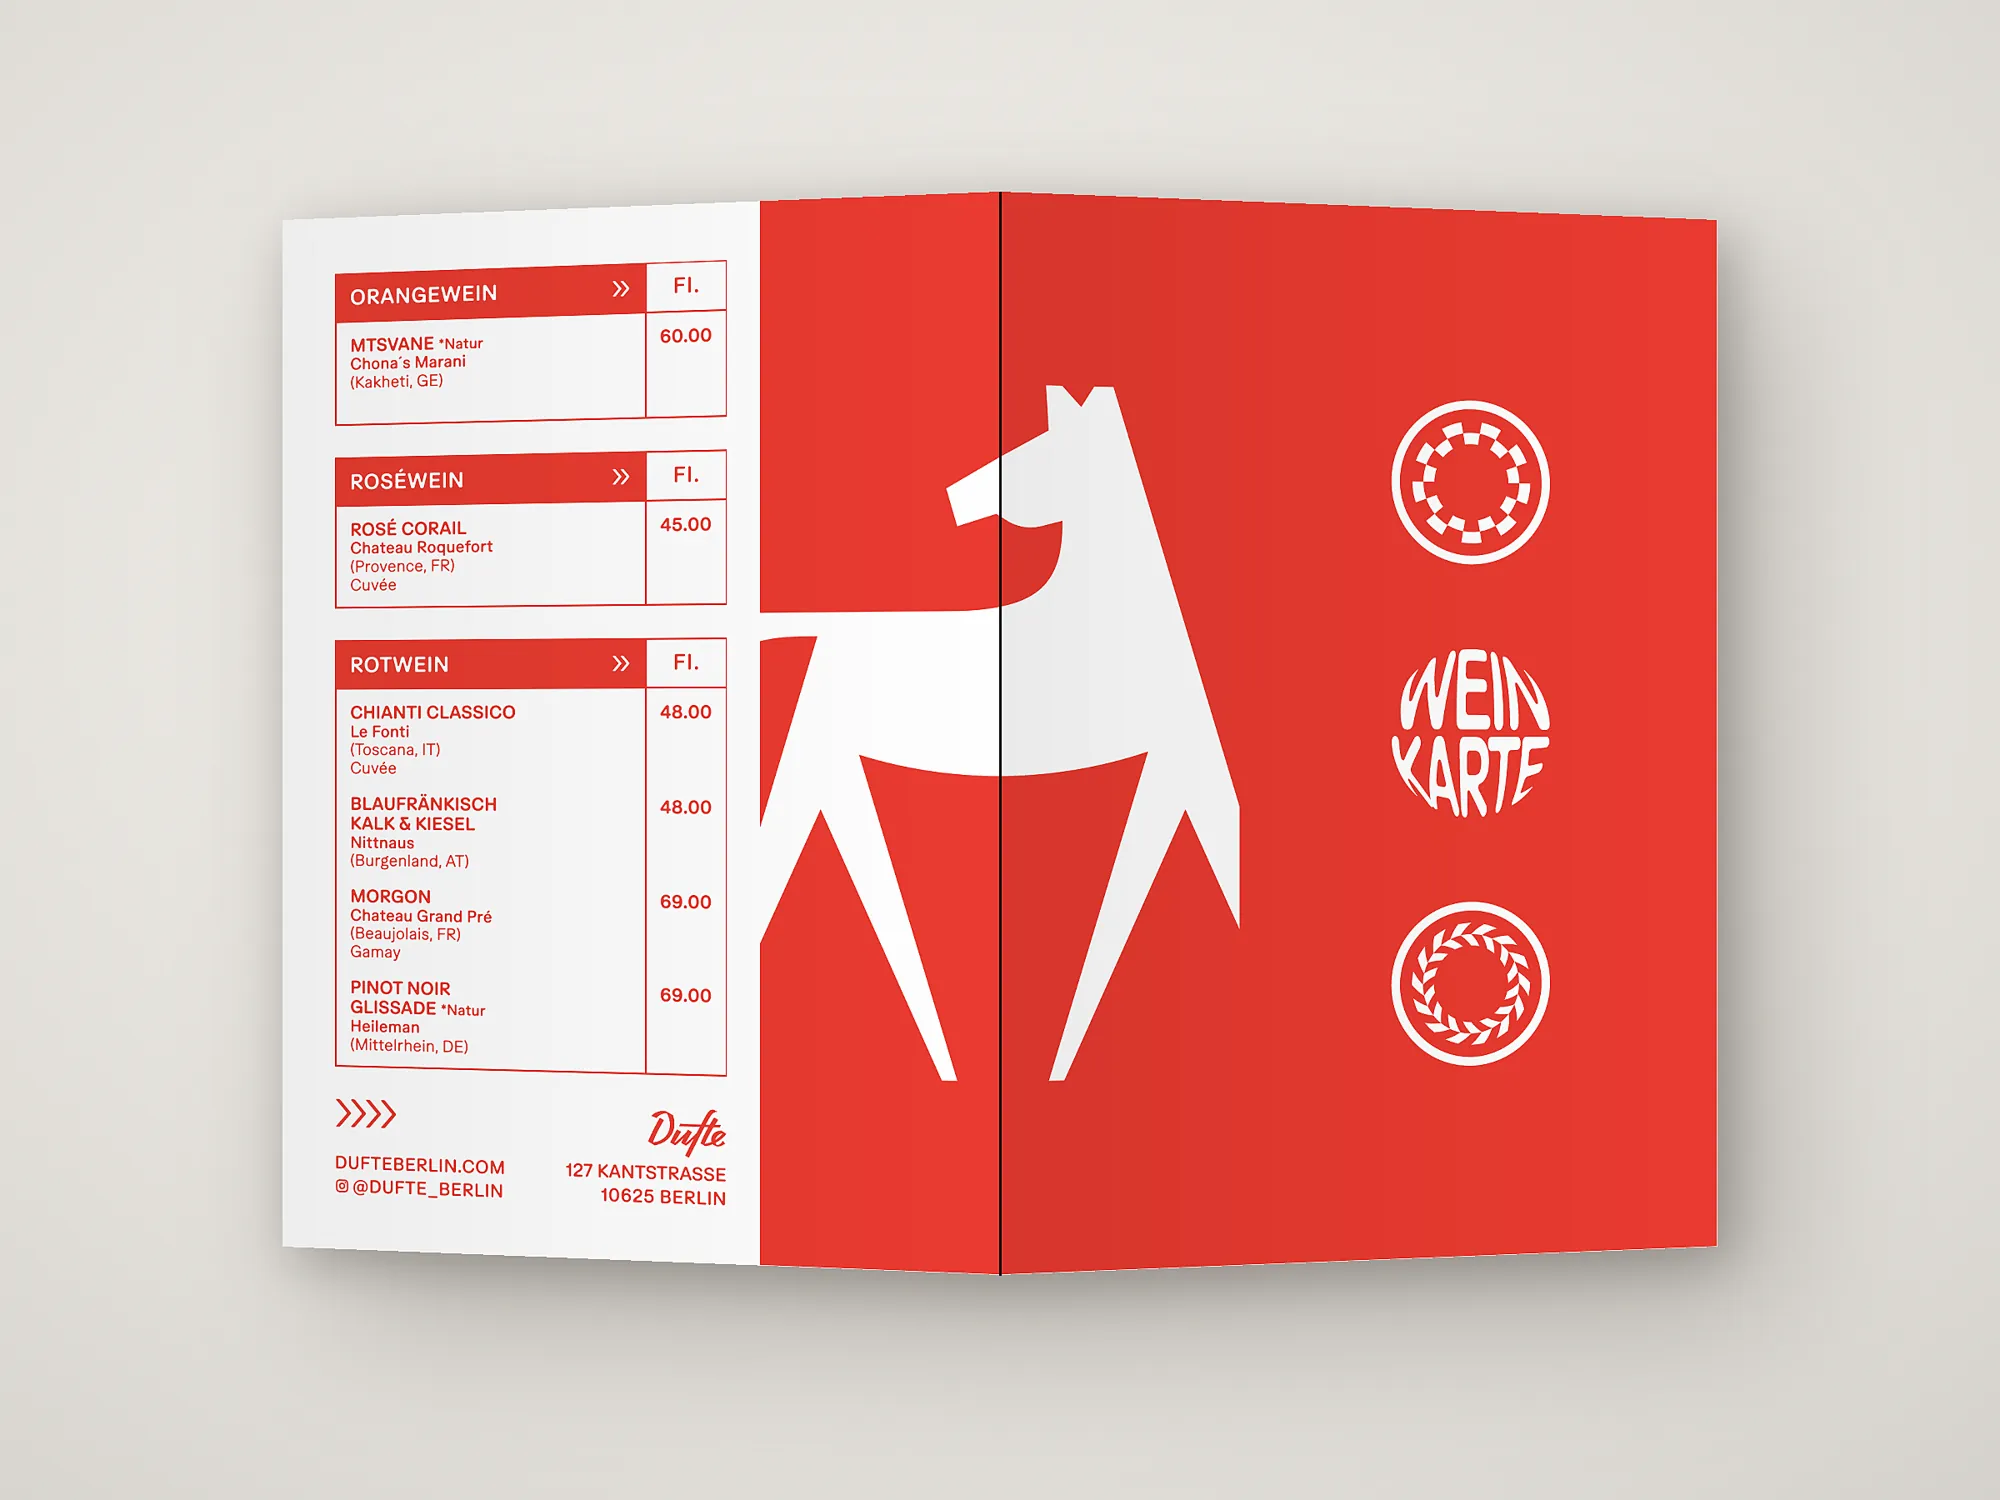 ORANGEWEIN »
Fl.
MTSVANE *Natur
Chona´s Marani
(Kakheti, GE)
60.00
ROSÉWEIN »
Fl.
ROSÉ CORAIL
Chateau Roquefort
(Provence, FR)
Cuvée
45.00
ROTWEIN »
Fl.
CHIANTI CLASSICO
Le Fonti
(Toscana, IT)
Cuvée
48.00
BLAUFRÄNKISCH
KALK & KIESEL
Nittnaus
(Burgenland, AT)
48.00
MORGON
Chateau Grand Pré
(Beaujolais, FR)
Gamay
69.00
PINOT NOIR
GLISSADE *Natur
Heileman
(Mittelrhein, DE)
69.00
DUFTEBERLIN.COM
@DUFTE_BERLIN
Dufte
127 KANTSTRASSE
10625 BERLIN
WEIN
KARTE